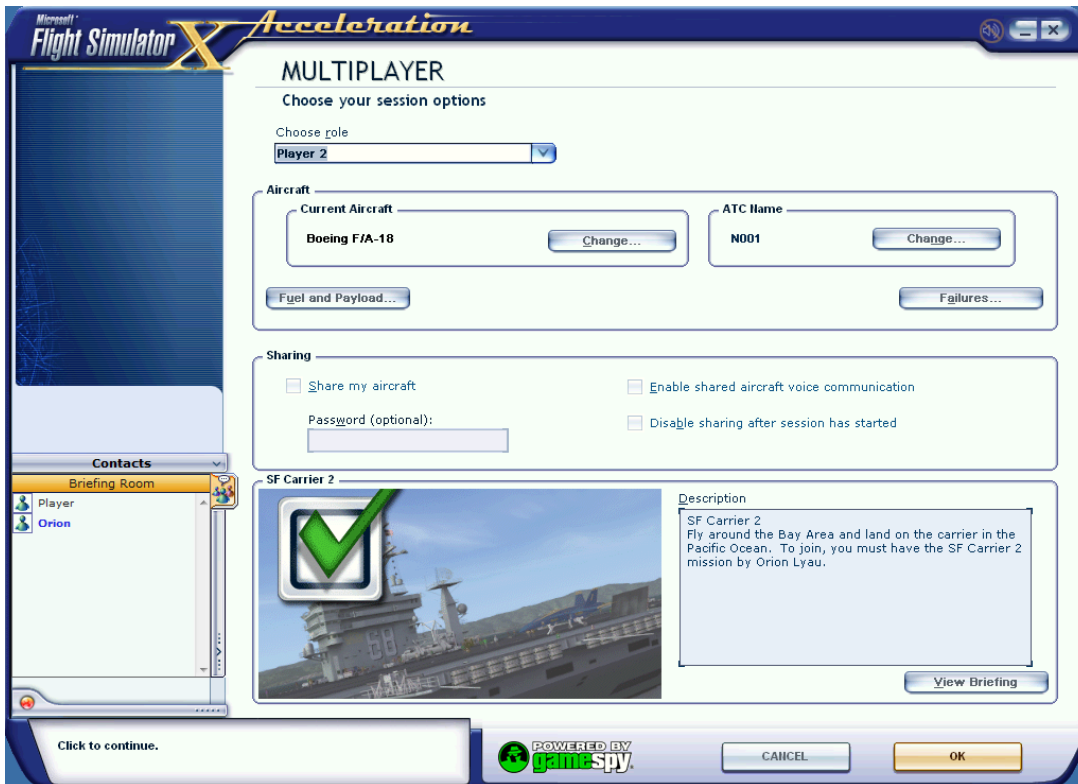 Microsoft
Flight Simulator X
Acceleration
MULTIPLAYER
Choose your session options
Choose role
Player 2
Aircraft
Current Aircraft
Boeing F/A-18
Change...
ATC Name
N001
Change...
Fuel and Payload...
Failures...
Sharing
Share my aircraft
Enable shared aircraft voice communication
Password (optional):
Disable sharing after session has started
Contacts
Briefing Room
Player
Orion
SF Carrier 2
68
Description
SF Carrier 2
Fly around the Bay Area and land on the carrier in the
Pacific Ocean.  To join, you must have the SF Carrier 2
mission by Orion Lyau.
View Briefing
Click to continue.
POWERED BY
gamespy.
CANCEL
OK